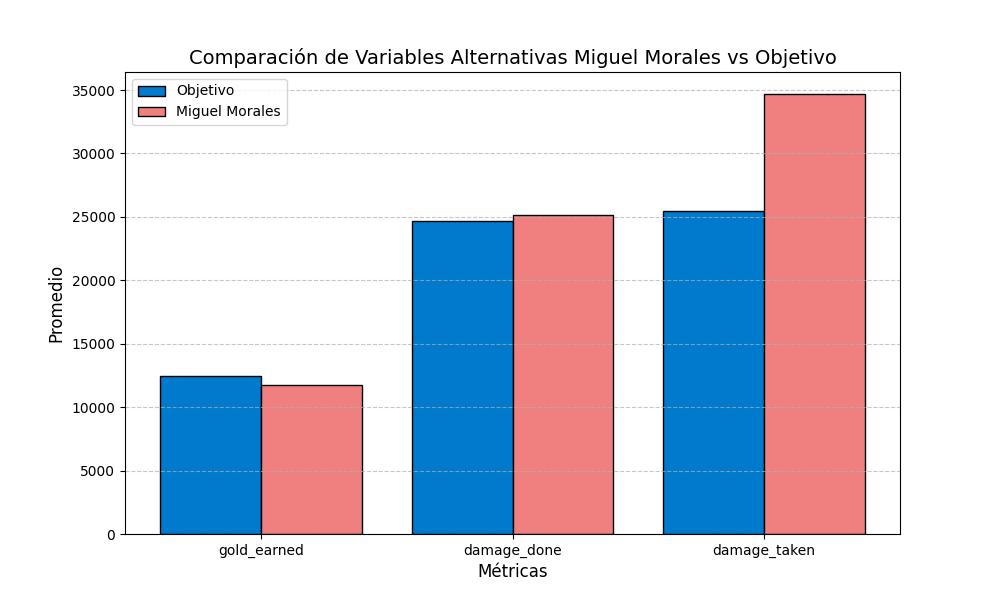 Comparación de Variables Alternativas Miguel Morales vs Objetivo
Objetivo
Miguel Morales
Promedio
35000
30000
25000
20000
15000
10000
5000
0
gold_earned
damage_done
damage_taken
Métricas